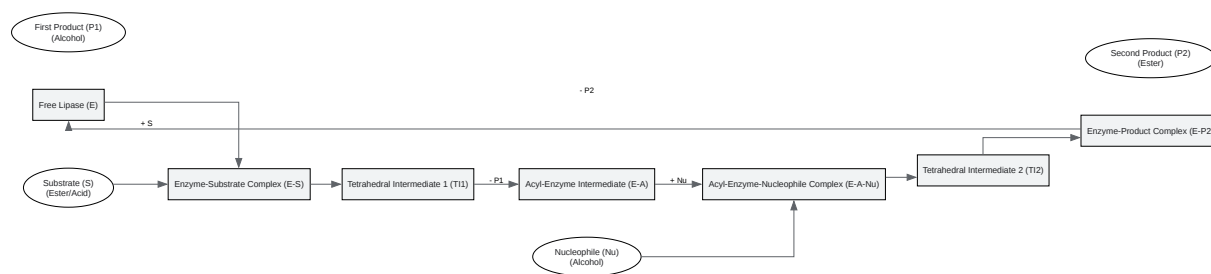 First Product (P1)
(Alcohol)
Second Product (P2)
(Ester)
- P2
Free Lipase (E)
+ S
Enzyme-Product Complex (E-P2
Substrate (S)
(Ester/Acid)
Enzyme-Substrate Complex (E-S)
Tetrahedral Intermediate 1 (TI1)
- P1
Acyl-Enzyme Intermediate (E-A)
+ Nu
Acyl-Enzyme-Nucleophile Complex (E-A-Nu)
Tetrahedral Intermediate 2 (TI2)
Nucleophile (Nu)
(Alcohol)